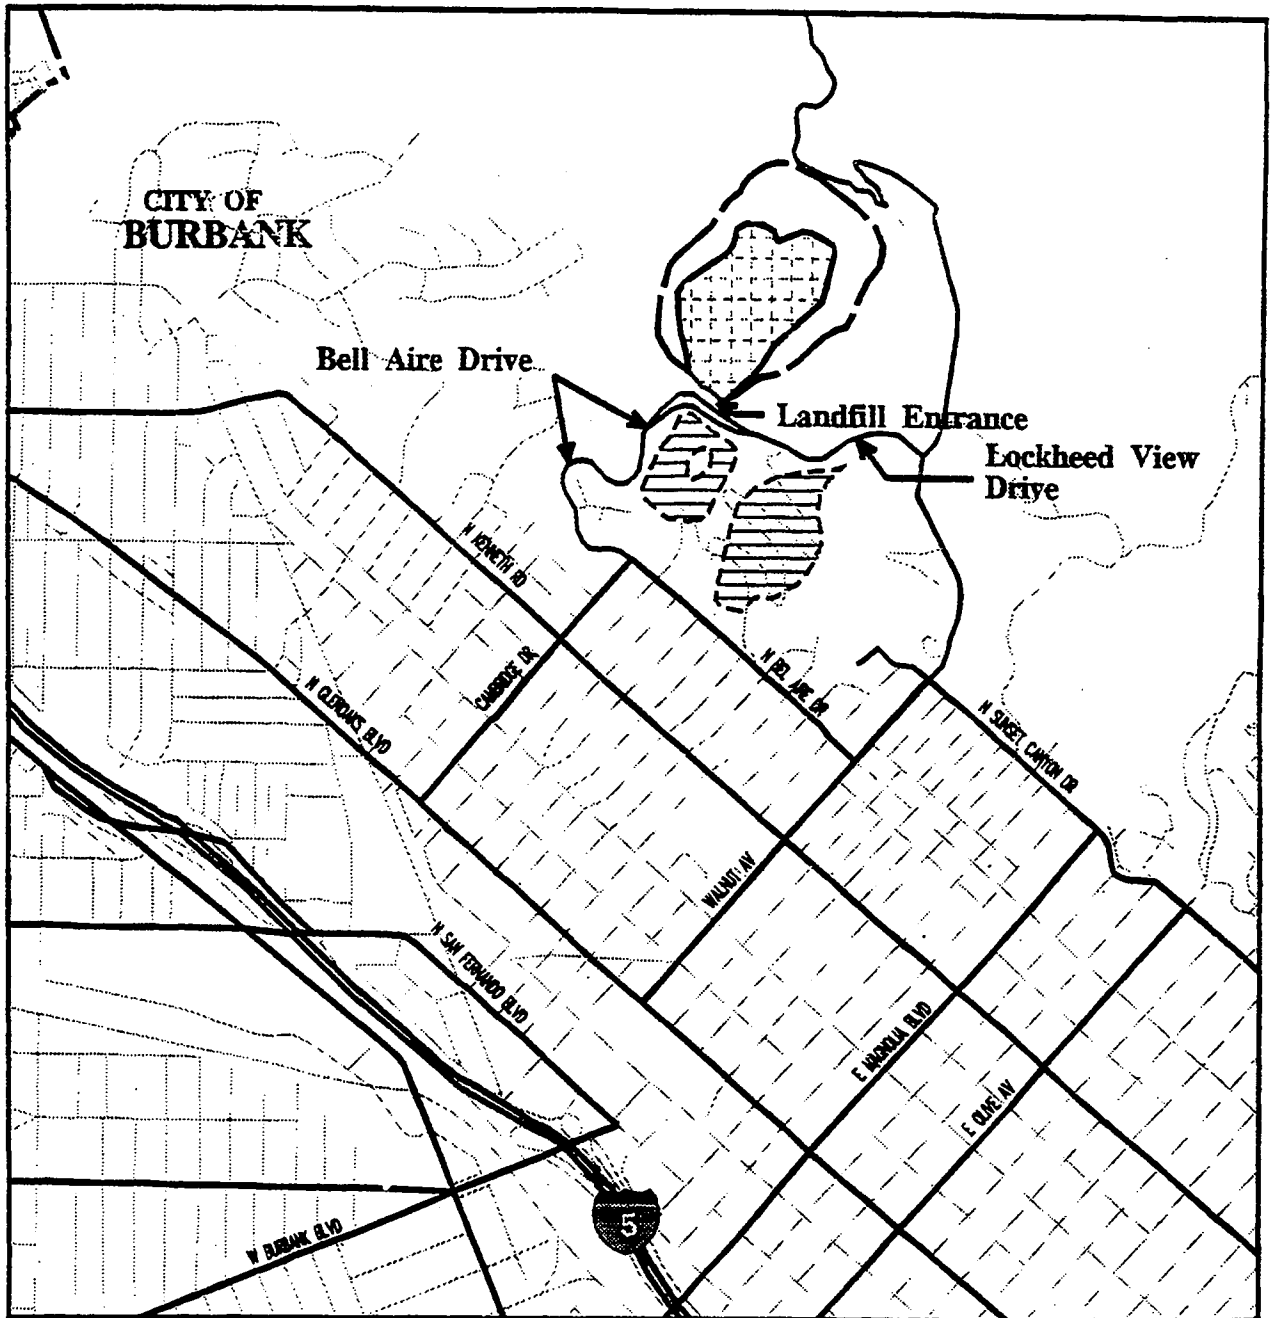 CITY OF
BURBANK
Bell Aire Drive
Landfill Entrance
Lockheed View
Drive
N KENNETH RD
CAMBRIDGE DR
N BEL AIRE DR
N GLENOAKS BLVD
N SUNSET CANYON DR
WALNUT AV
N SAN FERNANDO BLVD
E MAGNOLIA BLVD
E OLIVE AV
W BURBANK BLVD
5